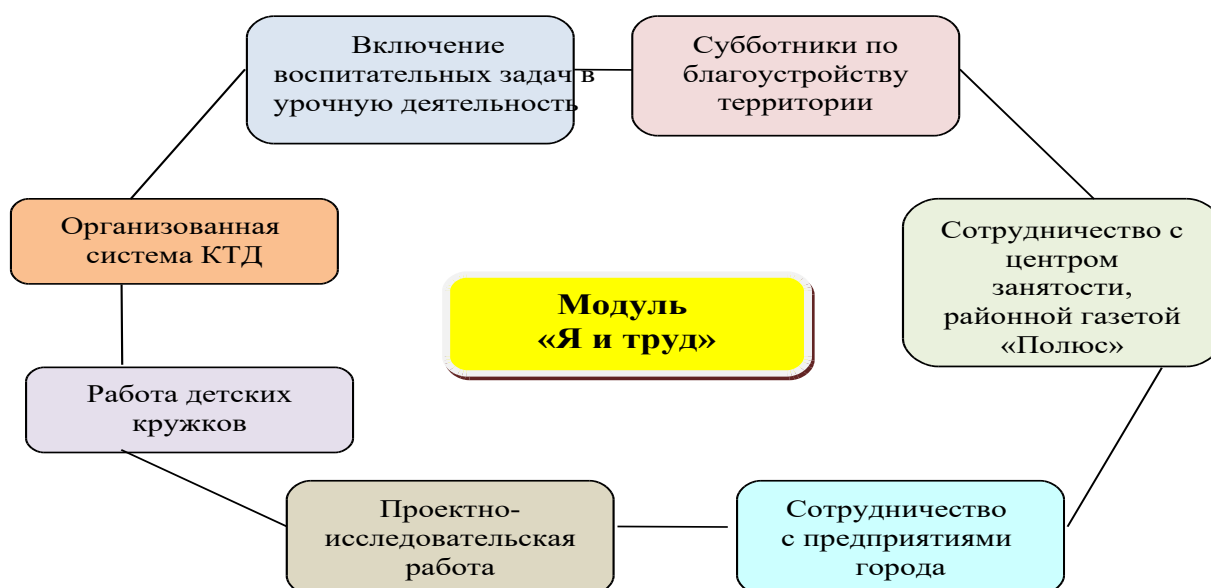 Включение
воспитательных задач в
урочную деятельность
Субботники по
благоустройству
территории
Организованная
система КТД
Сотрудничество с
центром
занятости,
районной газетой
«Полюс»
Модуль
«Я и труд»
Работа детских
кружков
Проектно-
исследовательская
работа
Сотрудничество
с предприятиями
города